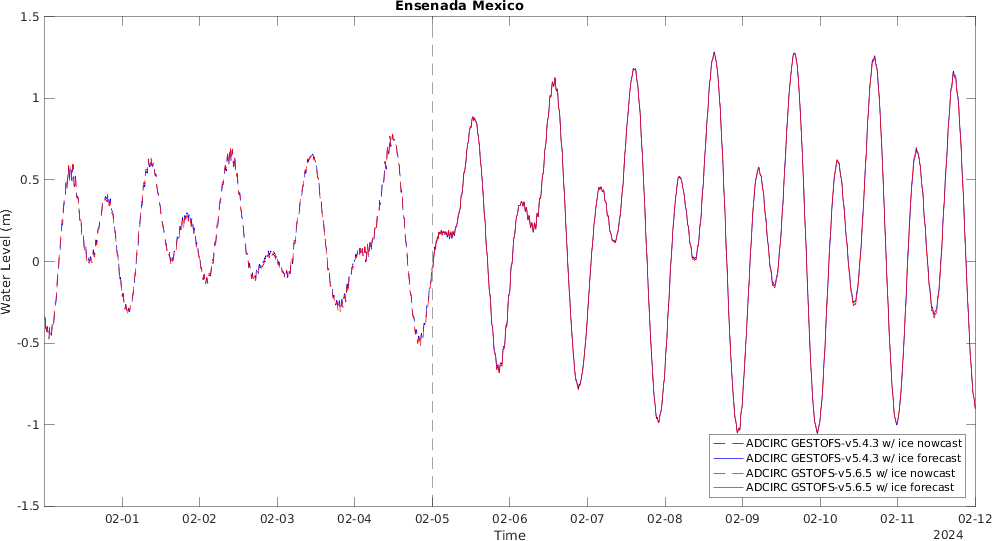 Ensenada Mexico
1.5
1
0.5
0
-0.5
-1
-1.5
Water Level (m)
ADCIRC GESTOFS-v5.4.3 w/ ice nowcast
ADCIRC GESTOFS-v5.4.3 w/ ice forecast
ADCIRC GSTOFS-v5.6.5 w/ ice nowcast
ADCIRC GSTOFS-v5.6.5 w/ ice forecast
02-01 02-02 02-03 02-04 02-05 02-06 02-07 02-08 02-09 02-10 02-11 02-12
Time
2024